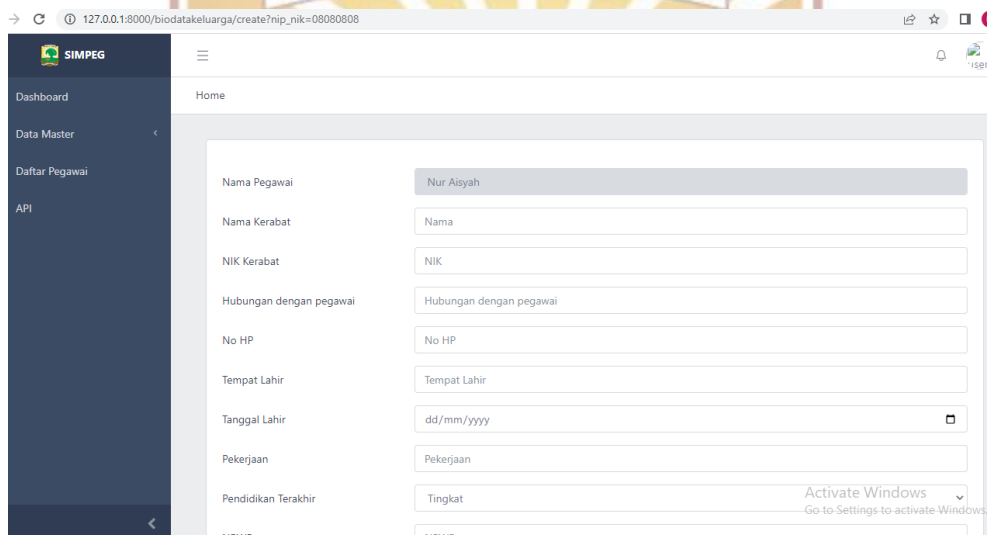 127.0.0.1:8000/biodatakeluarga/create?nip_nik=08080808
SIMPEG
Dashboard
Data Master
Daftar Pegawai
API
Home
Nama Pegawai Nur Aisyah
Nama Kerabat Nama
NIK Kerabat NIK
Hubungan dengan pegawai Hubungan dengan pegawai
No HP No HP
Tempat Lahir Tempat Lahir
Tanggal Lahir dd/mm/yyyy
Pekerjaan Pekerjaan
Pendidikan Terakhir Tingkat
Activate Windows
Go to Settings to activate Windows.